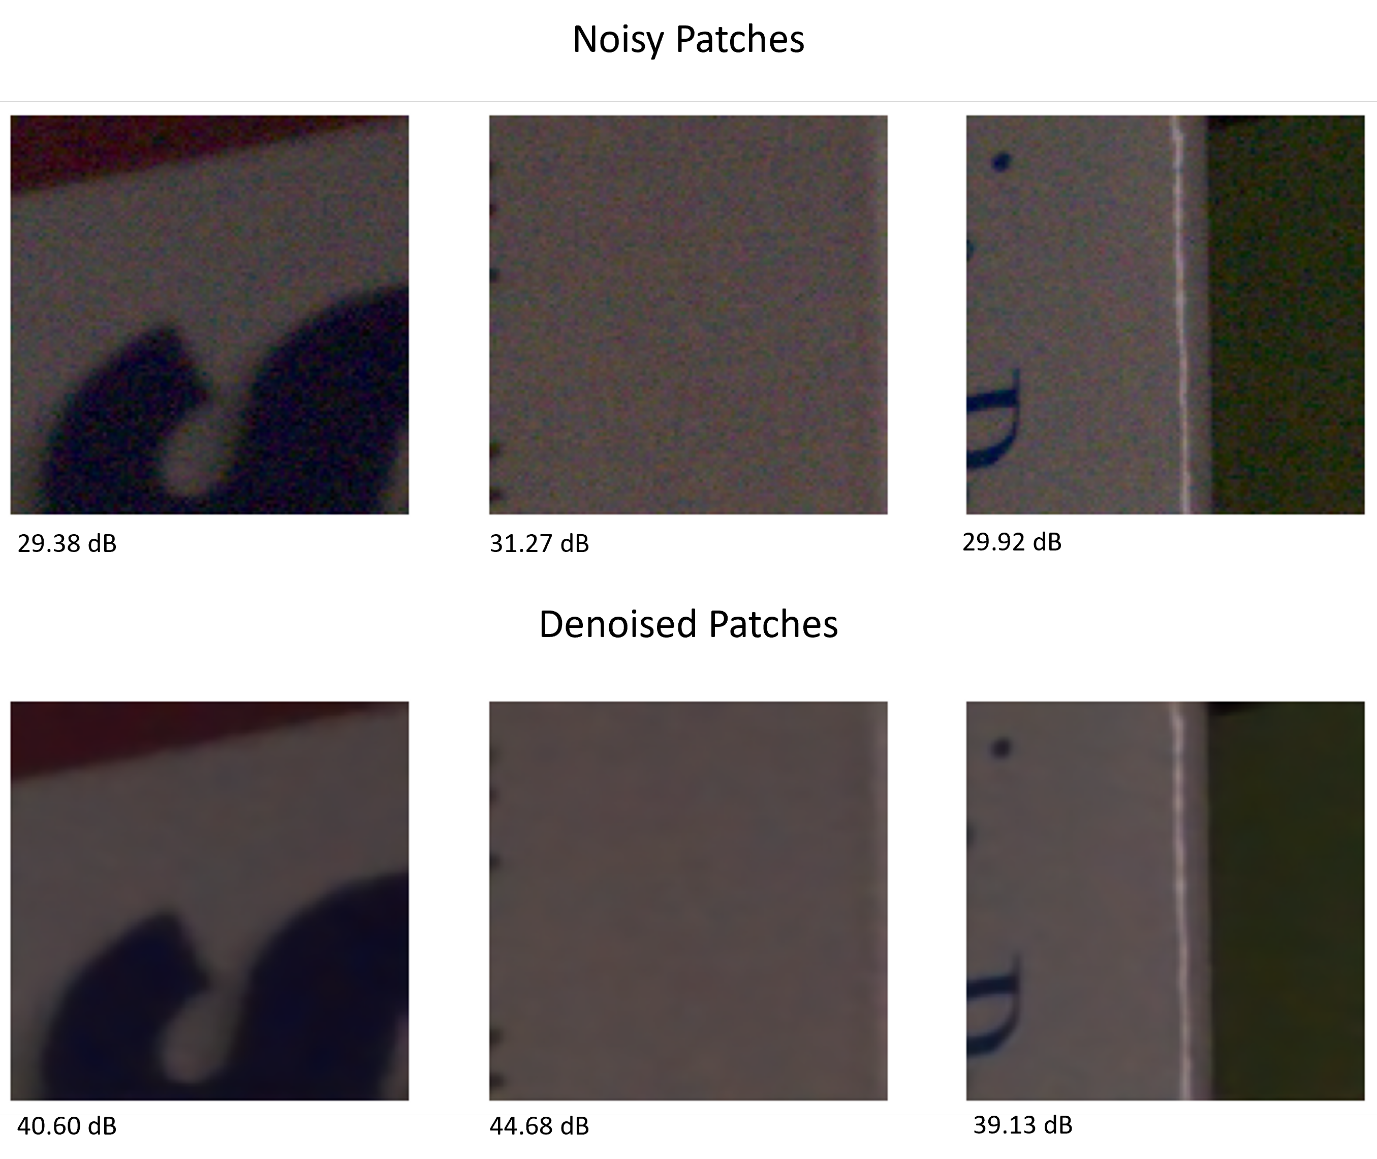 Noisy Patches
D
29.38 dB
31.27 dB
29.92 dB
Denoised Patches
D
40.60 dB
44.68 dB
39.13 dB